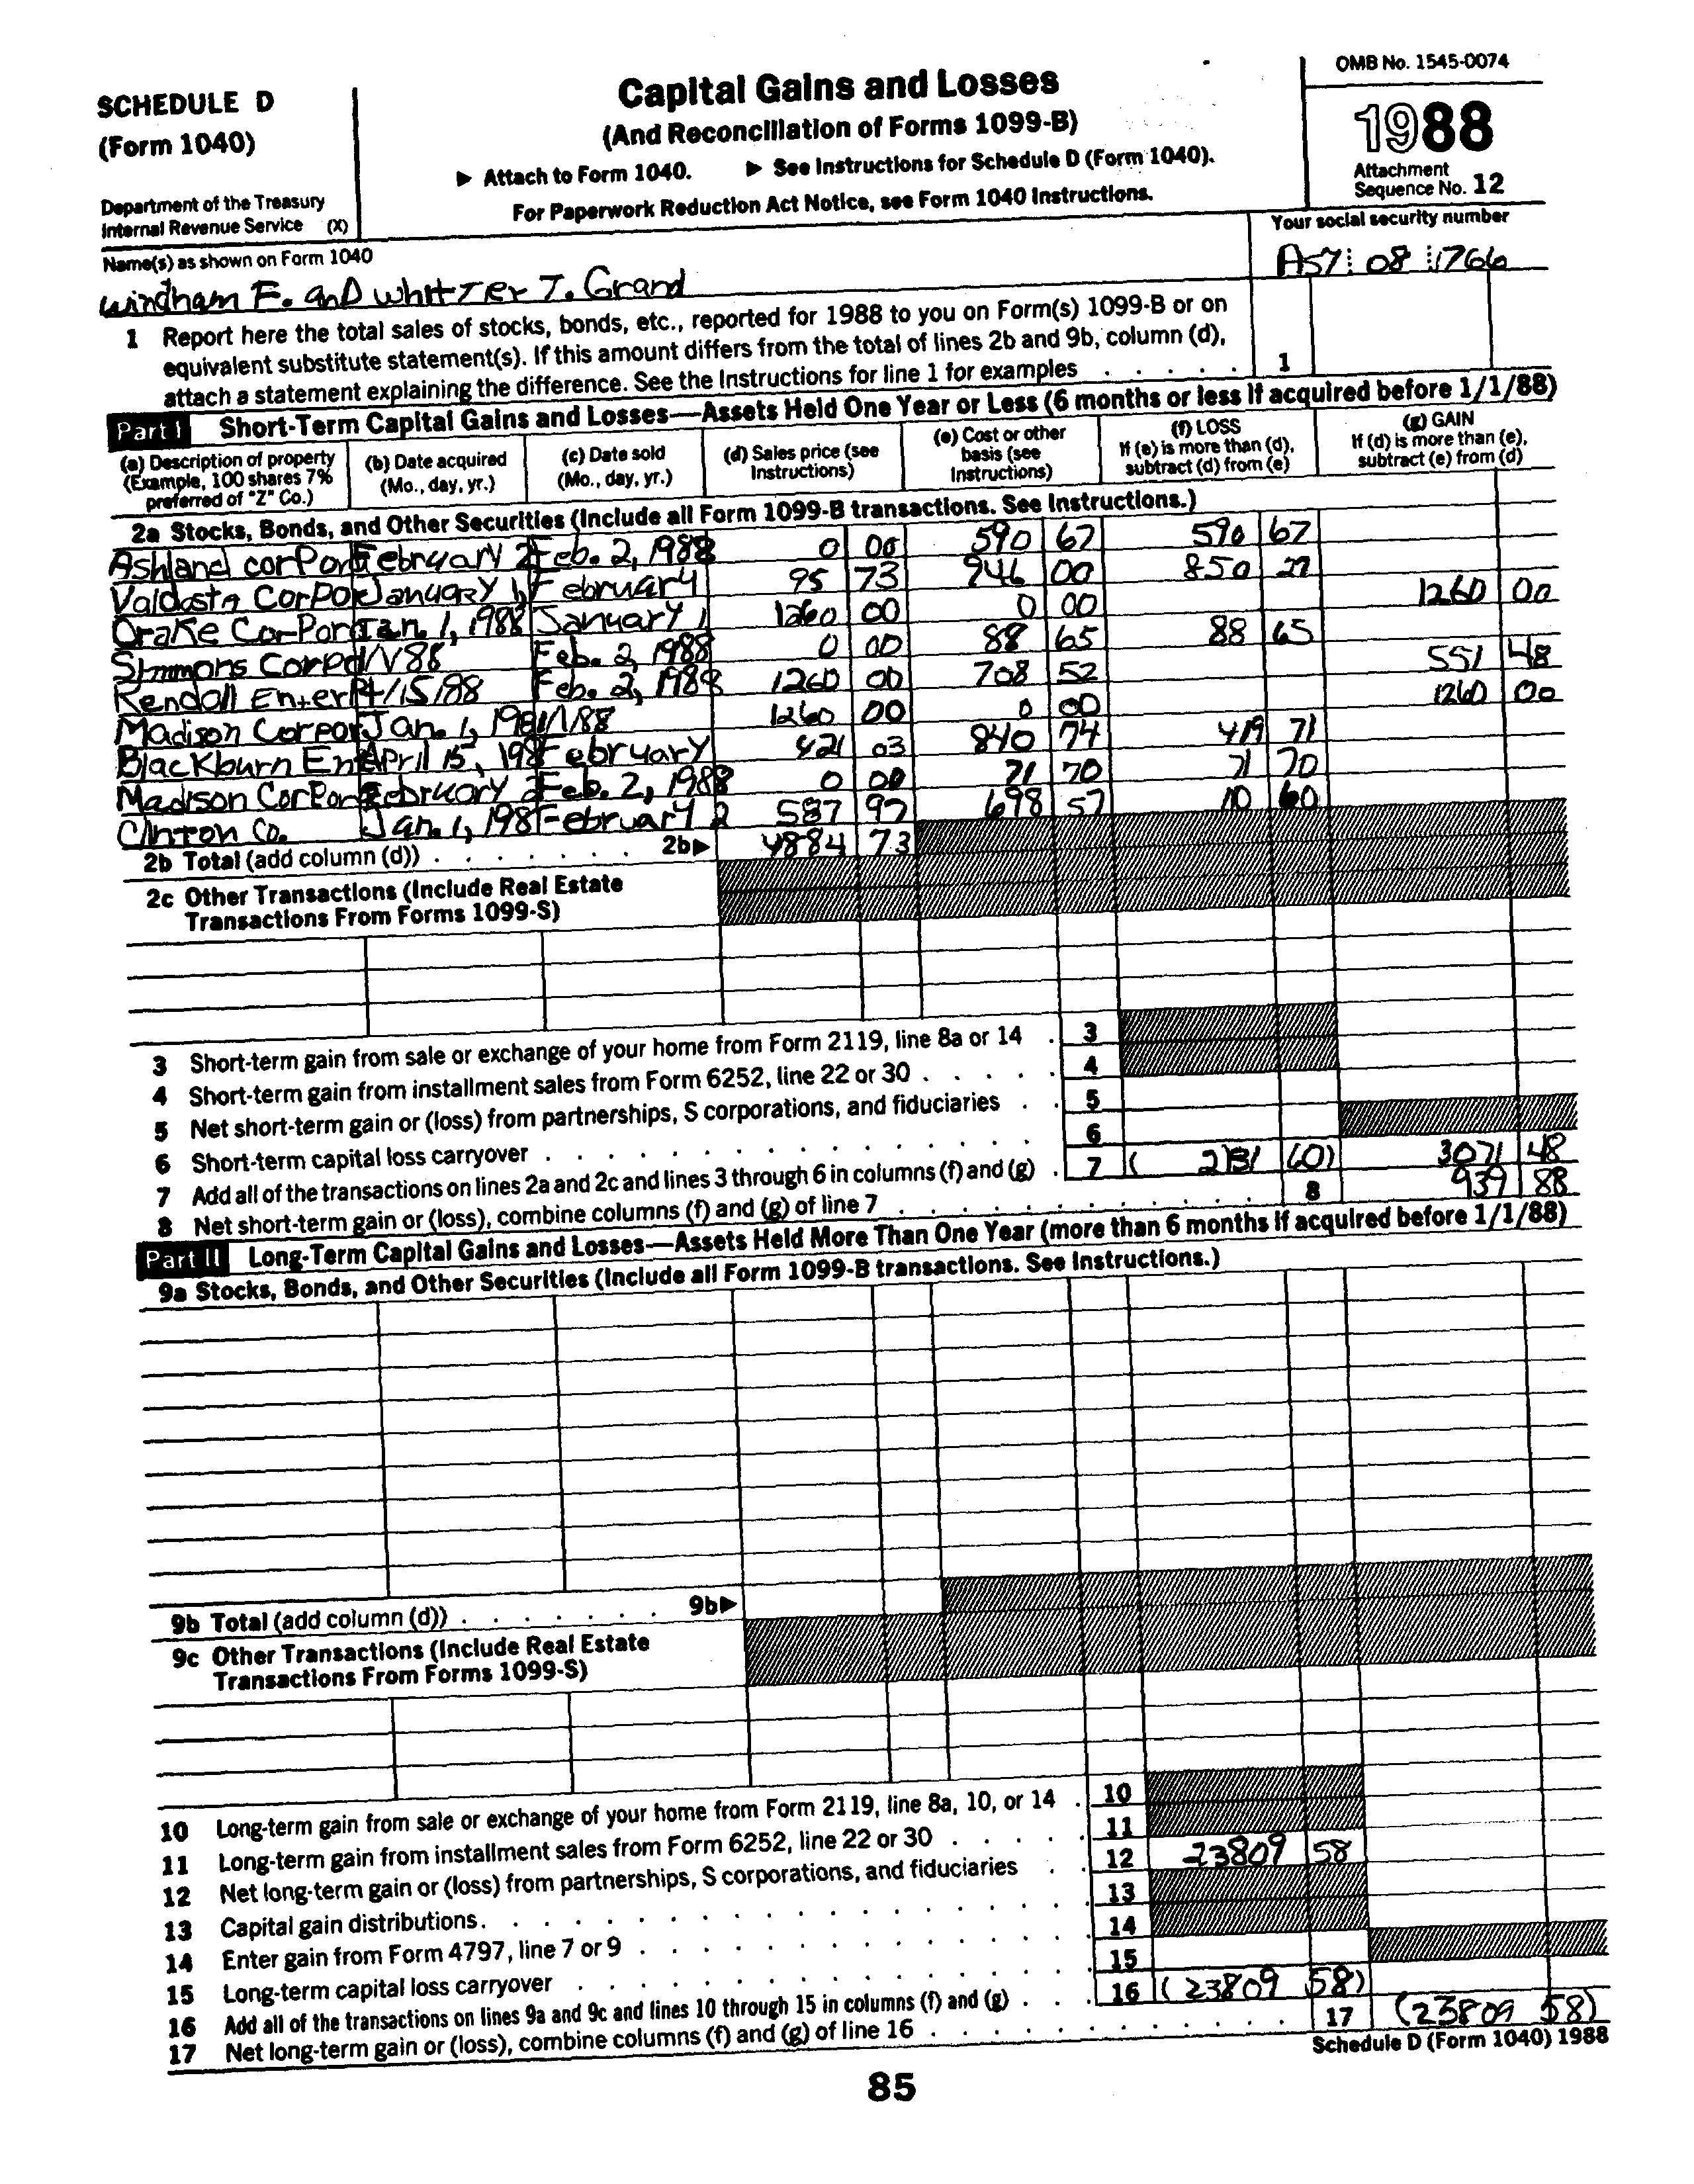 SCHEDULE D
(Form 1040)
Department of the Treasury
Internal Revenue Service (X)
Capital Gains and Losses
(And Reconciliation of Forms 1099-B)
▶ Attach to Form 1040. ▶ See Instructions for Schedule D (Form 1040).
For Paperwork Reduction Act Notice, see Form 1040 Instructions.
OMB No. 1545-0074
1988
Attachment
Sequence No. 12
Name(s) as shown on Form 1040
Windham F. and Whitter T. Grand
Your social security number
A57 08 1766
1 Report here the total sales of stocks, bonds, etc., reported for 1988 to you on Form(s) 1099-B or on
equivalent substitute statement(s). If this amount differs from the total of lines 2b and 9b, column (d),
attach a statement explaining the difference. See the Instructions for line 1 for examples . . . . . 1
Part I Short-Term Capital Gains and Losses—Assets Held One Year or Less (6 months or less if acquired before 1/1/88)
(a) Description of property (Example, 100 shares 7% preferred of "Z" Co.) (b) Date acquired (Mo., day, yr.) (c) Date sold (Mo., day, yr.) (d) Sales price (see Instructions) (e) Cost or other basis (see Instructions) (f) LOSS If (e) is more than (d), subtract (d) from (e) (g) GAIN If (d) is more than (e), subtract (e) from (d)
2a Stocks, Bonds, and Other Securities (Include all Form 1099-B transactions. See Instructions.)
Ashland Corpor February 2 Feb. 2, 1988 0 00 590 67 590 67
Valdosta Corpor January 1, February 95 73 946 00 850 27 
Drake Corpor Jan. 1, 1988 January 1 1260 00 0 00 1260 00
Simmons Corpo 1/1/88 Feb. 2, 1988 0 00 88 65 88 65
Kendall Enterp 4/15/88 Feb. 2, 1988 1260 00 708 52 551 48
Madison Corpor Jan. 1, 198 1/1/88 1260 00 0 00 1260 00
Blackburn Ent April 15, 198 February 421 03 840 74 419 71
Madison Corpor February 2 Feb. 2, 1988 0 00 71 70 71 70
Clinton Co. Jan. 1, 198 February 2 587 97 698 57 110 60
2b Total (add column (d)) . . . . . . . 2b▶ 4884 73
2c Other Transactions (Include Real Estate
Transactions From Forms 1099-S)
3 Short-term gain from sale or exchange of your home from Form 2119, line 8a or 14 . 3
4 Short-term gain from installment sales from Form 6252, line 22 or 30 . . . . . 4
5 Net short-term gain or (loss) from partnerships, S corporations, and fiduciaries . . 5
6 Short-term capital loss carryover . . . . . . . . . . . . . . 6
7 Add all of the transactions on lines 2a and 2c and lines 3 through 6 in columns (f) and (g) . 7 ( 2131 60) 3071 48
8 Net short-term gain or (loss), combine columns (f) and (g) of line 7 . . . . . . . . . . . 8 939 88
Part II Long-Term Capital Gains and Losses—Assets Held More Than One Year (more than 6 months if acquired before 1/1/88)
9a Stocks, Bonds, and Other Securities (Include all Form 1099-B transactions. See Instructions.)
9b Total (add column (d)) . . . . . . . 9b▶
9c Other Transactions (Include Real Estate
Transactions From Forms 1099-S)
10 Long-term gain from sale or exchange of your home from Form 2119, line 8a, 10, or 14 . 10
11 Long-term gain from installment sales from Form 6252, line 22 or 30 . . . . . 11
12 Net long-term gain or (loss) from partnerships, S corporations, and fiduciaries . . 12 -23809 58
13 Capital gain distributions. . . . . . . . . . . . . . . . 13
14 Enter gain from Form 4797, line 7 or 9 . . . . . . . . . . . . 14
15 Long-term capital loss carryover . . . . . . . . . . . . . . 15
16 Add all of the transactions on lines 9a and 9c and lines 10 through 15 in columns (f) and (g) . . . 16 ( 23809 58)
17 Net long-term gain or (loss), combine columns (f) and (g) of line 16 . . . . . . . . . . . 17 (23809 58)
Schedule D (Form 1040) 1988
85